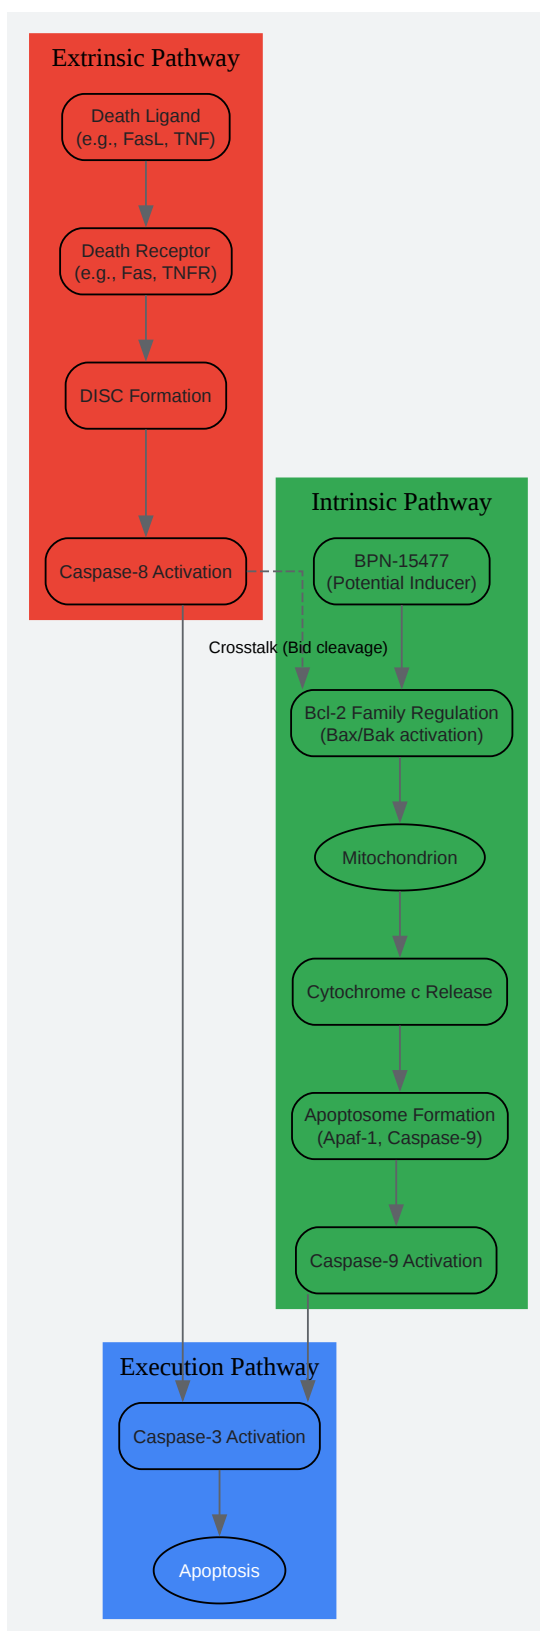 Extrinsic Pathway
Death Ligand
(e.g., FasL, TNF)
Death Receptor
(e.g., Fas, TNFR)
DISC Formation
Caspase-8 Activation
Intrinsic Pathway
BPN-15477
(Potential Inducer)
Crosstalk (Bid cleavage)
Bcl-2 Family Regulation
(Bax/Bak activation)
Mitochondrion
Cytochrome c Release
Apoptosome Formation
(Apaf-1, Caspase-9)
Caspase-9 Activation
Execution Pathway
Caspase-3 Activation
Apoptosis